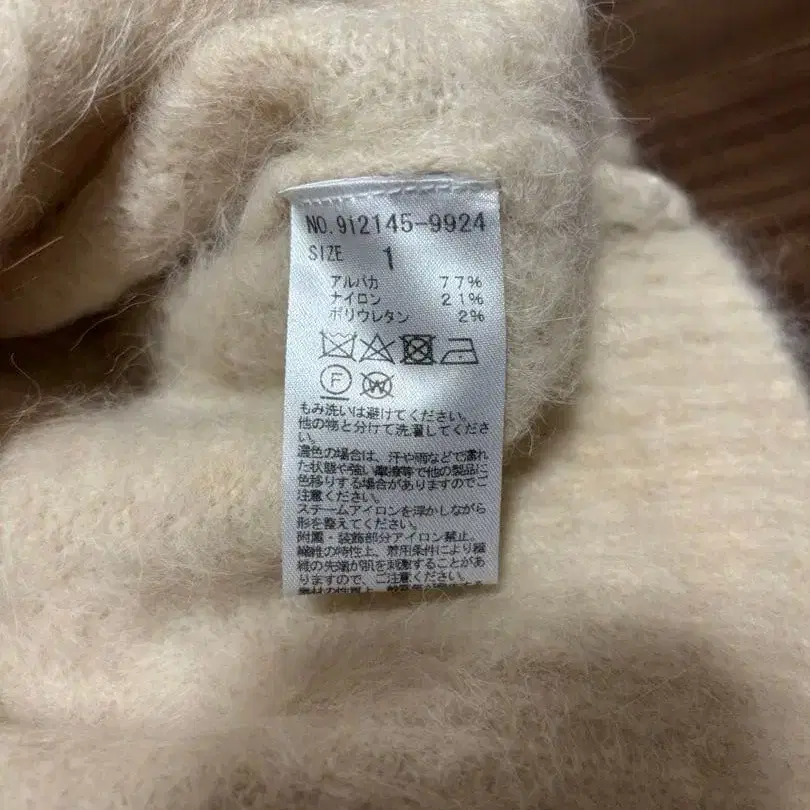 NO.9i2145-9924
SIZE 1
アルパカ 77%
ナイロン 21%
ポリウレタン 2%
F W
もみ洗いは避けてください。
他の物と分けて洗濯してくださ
い。
濃色の場合は、汗や雨などで濡れ
た状態や強い摩擦等で他の製品に
色移りする場合がありますのでご
注意ください。
スチームアイロンを浮かしながら
形を整えてください。
附属・装飾部分アイロン禁止。
繊維の特性上、着用条件により繊
維の先端が肌を刺激することがあ
りますので、ご注意ください。
素材の性質上、